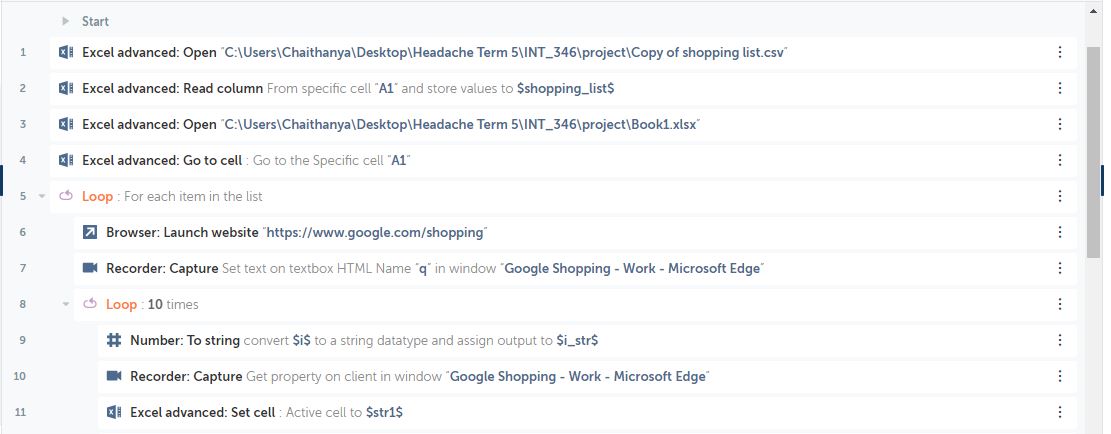 Start
1 Excel advanced: Open "C:\Users\Chaithanya\Desktop\Headache Term 5\INT_346\project\Copy of shopping list.csv"
2 Excel advanced: Read column From specific cell "A1" and store values to $shopping_list$
3 Excel advanced: Open "C:\Users\Chaithanya\Desktop\Headache Term 5\INT_346\project\Book1.xlsx"
4 Excel advanced: Go to cell : Go to the Specific cell "A1"
5 Loop : For each item in the list
6 Browser: Launch website "https://www.google.com/shopping"
7 Recorder: Capture Set text on textbox HTML Name "q" in window "Google Shopping - Work - Microsoft Edge"
8 Loop : 10 times
9 Number: To string convert $i$ to a string datatype and assign output to $i_str$
10 Recorder: Capture Get property on client in window "Google Shopping - Work - Microsoft Edge"
11 Excel advanced: Set cell : Active cell to $str1$